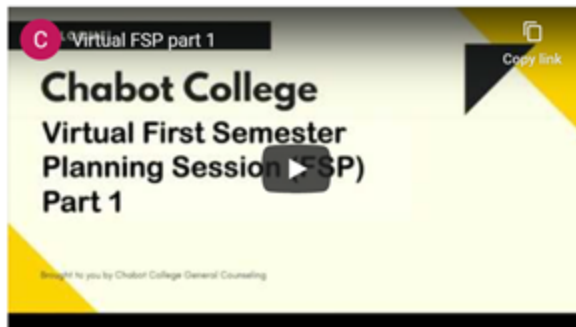 C Virtual FSP part 1
Copy link
Chabot College
Virtual First Semester
Planning Session (FSP)
Part 1
Brought to you by Chabot College General Counseling